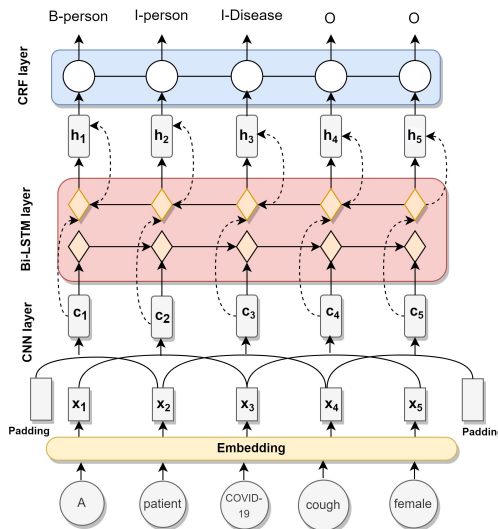 B-person I-person I-Disease O O
CRF layer
h1 h2 h3 h4 h5
Bi-LSTM layer
c1 c2 c3 c4 c5
CNN layer
x1 x2 x3 x4 x5
Padding Padding
Embedding
A patient COVID- cough female
19